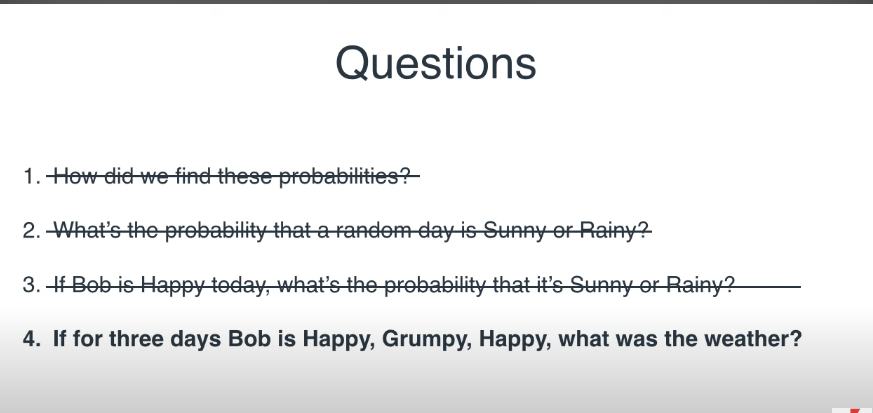 Questions
1. How did we find these probabilities?
2. What's the probability that a random day is Sunny or Rainy?
3. If Bob is Happy today, what's the probability that it's Sunny or Rainy?
4. If for three days Bob is Happy, Grumpy, Happy, what was the weather?